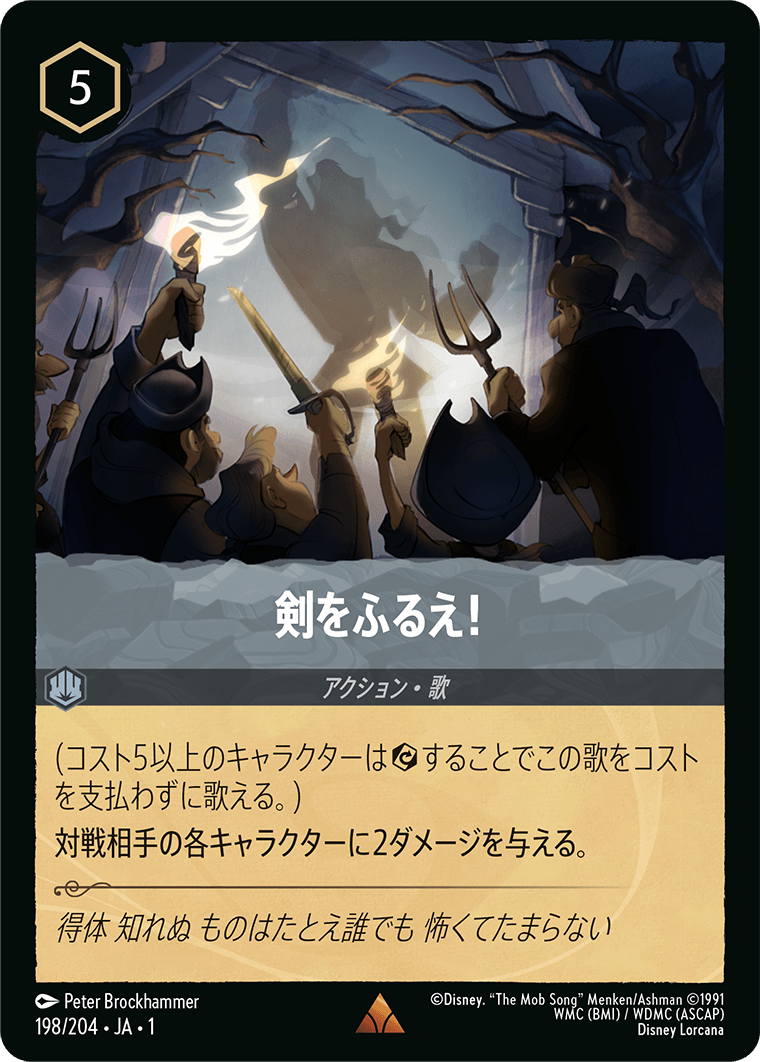 5
剣をふるえ!
アクション・歌
(コスト5以上のキャラクターはすることでこの歌をコスト
を支払わずに歌える。)
対戦相手の各キャラクターに2ダメージを与える。
得体 知れぬ ものはたとえ誰でも 怖くてたまらない
Peter Brockhammer
198/204・JA・1
©Disney. “The Mob Song” Menken/Ashman ©1991
WMC (BMI) / WDMC (ASCAP)
Disney Lorcana